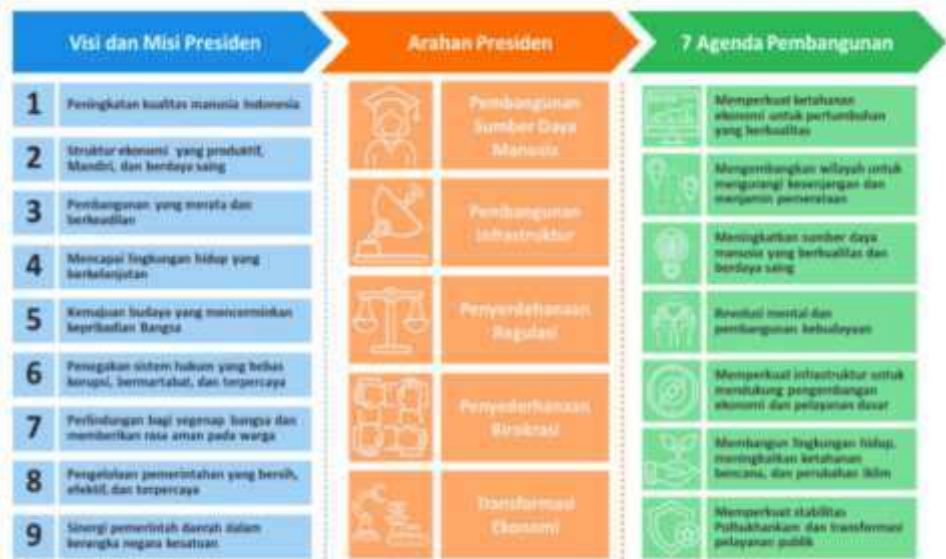 Visi dan Misi Presiden
1
Peningkatan kualitas manusia Indonesia
2
Struktur ekonomi yang produktif,
Mandiri, dan berdaya saing
3
Pembangunan yang merata dan
berkeadilan
4
Mencapai lingkungan hidup yang
berkelanjutan
5
Kemajuan budaya yang mencerminkan
kepribadian Bangsa
6
Penegakan sistem hukum yang bebas
korupsi, bermartabat, dan terpercaya
7
Perlindungan bagi segenap bangsa dan
memberikan rasa aman pada warga
8
Pengelolaan pemerintahan yang bersih,
efektif, dan terpercaya
9
Sinergi pemerintah daerah dalam
kerangka negara kesatuan
Arahan Presiden
Pembangunan
Sumber Daya
Manusia
Pembangunan
Infrastruktur
Penyerdehanaan
Regulasi
Penyederhanaan
Birokrasi
Transformasi
Ekonomi
7 Agenda Pembangunan
Memperkuat ketahanan
ekonomi untuk pertumbuhan
yang berkualitas
Mengembangkan wilayah untuk
mengurangi kesenjangan dan
menjamin pemerataan
Meningkatkan sumber daya
manusia yang berkualitas dan
berdaya saing
Revolusi mental dan
pembangunan kebudayaan
Memperkuat infrastruktur untuk
mendukung pengembangan
ekonomi dan pelayanan dasar
Membangun lingkungan hidup,
meningkatkan ketahanan
bencana, dan perubahan iklim
Memperkuat stabilitas
Polhukhankam dan transformasi
pelayanan publik